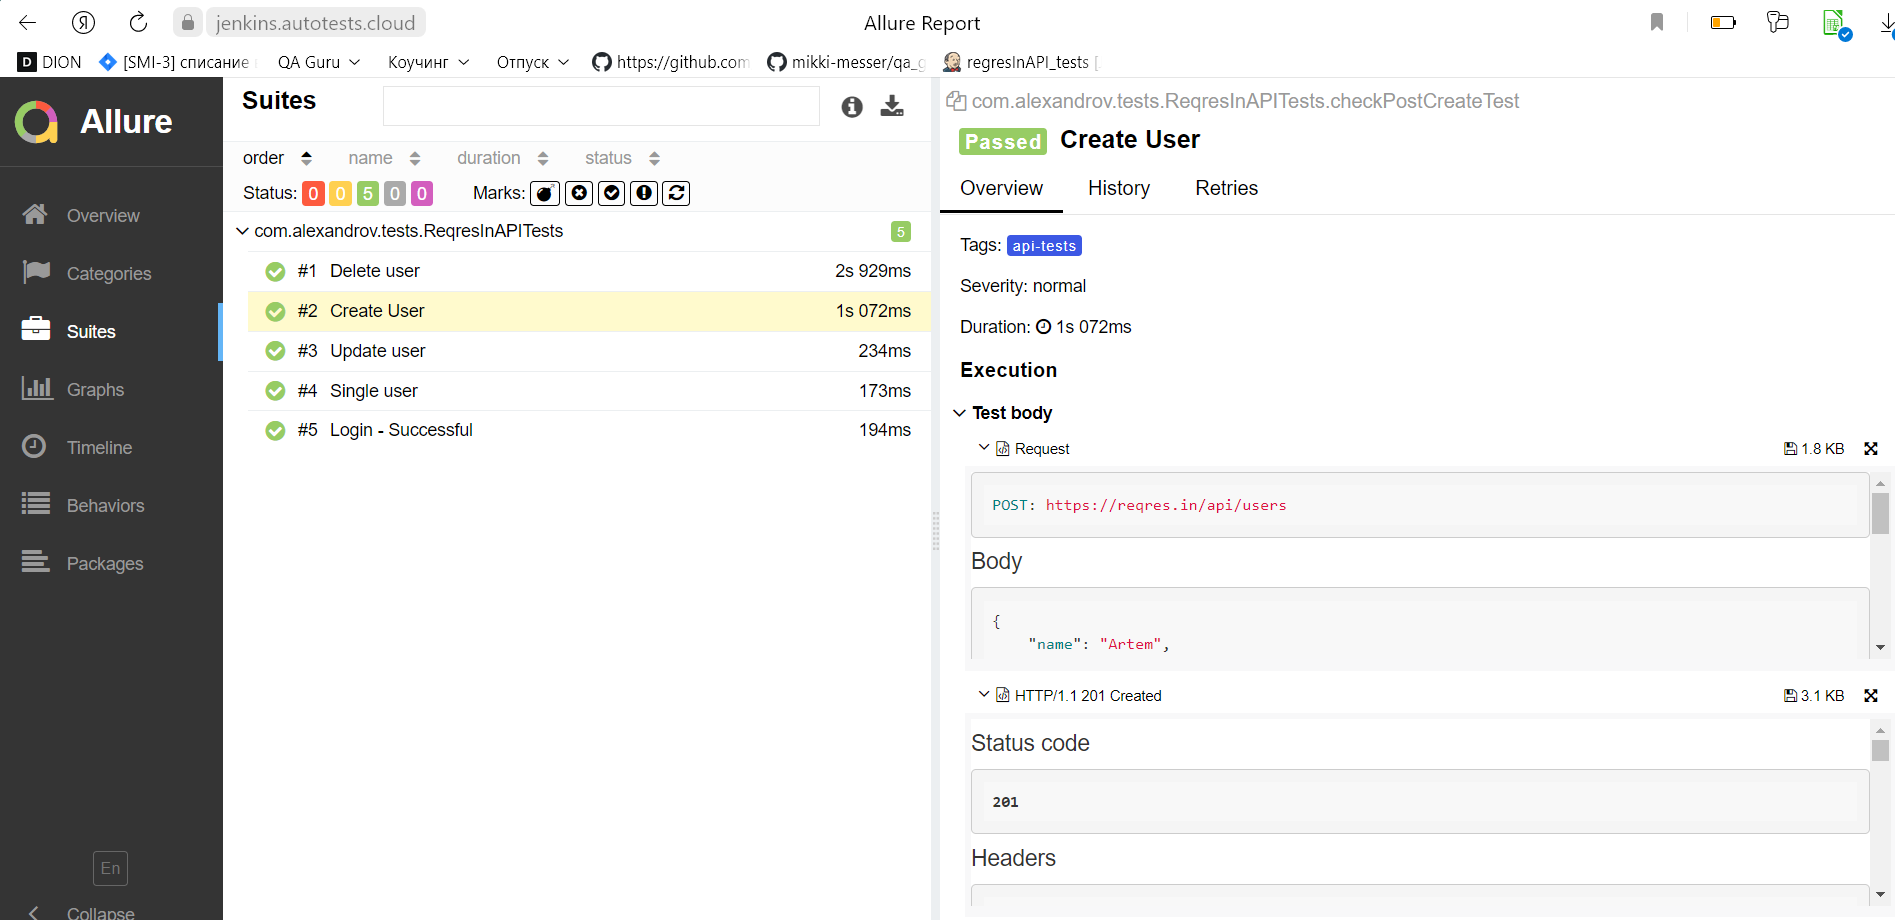 jenkins.autotests.cloud
Allure Report
DION
[SMI-3] списание
QA Guru
Коучинг
Отпуск
https://github.com
mikki-messer/qa_g
regresInAPI_tests [
Allure
Overview
Categories
Suites
Graphs
Timeline
Behaviors
Packages
En
Collapse
Suites
order name duration status
Status: 0 0 5 0 0 Marks:
com.alexandrov.tests.ReqresInAPITests 5
#1 Delete user 2s 929ms
#2 Create User 1s 072ms
#3 Update user 234ms
#4 Single user 173ms
#5 Login - Successful 194ms
com.alexandrov.tests.ReqresInAPITests.checkPostCreateTest
Passed Create User
Overview History Retries
Tags: api-tests
Severity: normal
Duration: 1s 072ms
Execution
Test body
Request 1.8 KB
POST: https://reqres.in/api/users
Body
{
"name": "Artem",
HTTP/1.1 201 Created 3.1 KB
Status code
201
Headers